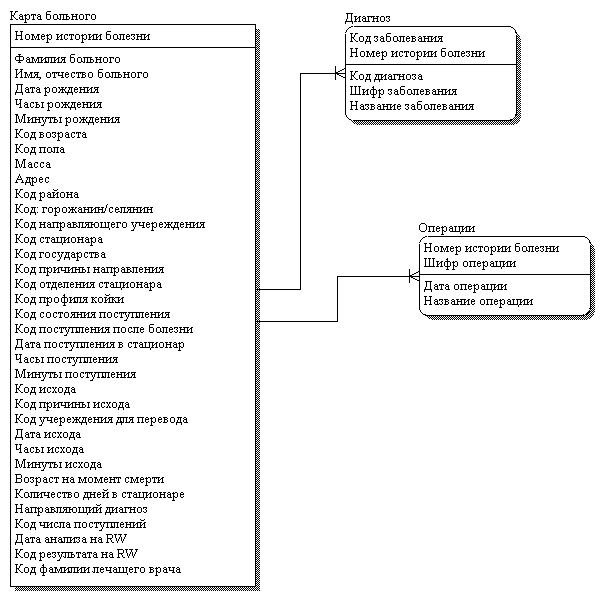 Карта больного
Номер истории болезни
Фамилия больного
Имя, отчество больного
Дата рождения
Часы рождения
Минуты рождения
Код возраста
Код пола
Масса
Адрес
Код района
Код: горожанин/селянин
Код направляющего учереждения
Код стационара
Код государства
Код причины направления
Код отделения стационара
Код профиля койки
Код состояния поступления
Код поступления после болезни
Дата поступления в стационар
Часы поступления
Минуты поступления
Код исхода
Код причины исхода
Код учереждения для перевода
Дата исхода
Часы исхода
Минуты исхода
Возраст на момент смерти
Количество дней в стационаре
Направляющий диагноз
Код числа поступлений
Дата анализа на RW
Код результата на RW
Код фамилии лечащего врача
Диагноз
Код заболевания
Номер истории болезни
Код диагноза
Шифр заболевания
Название заболевания
Операции
Номер истории болезни
Шифр операции
Дата операции
Название операции